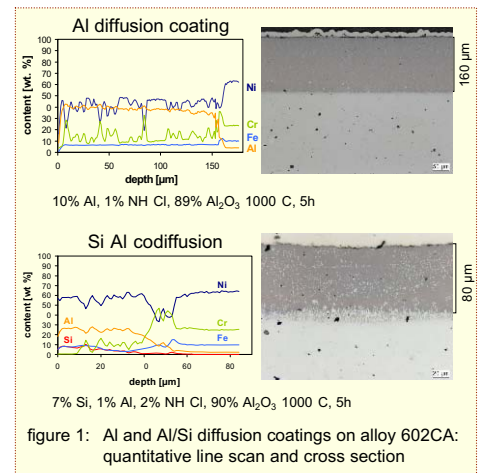 Al diffusion coating
content [wt. %]
100
90
80
70
60
50
0
30
20
10
0
Ni
Cr
Fe
Al
0 50 100 150
depth [µm]
160 µm
10% Al, 1% NH Cl, 89% Al₂O₃ 1000 C, 5h
Si Al codiffusion
content [wt %]
100
90
80
70
60
50
0
30
20
10
0
Ni
Al
Cr
Si
Fe
0 20 0 60 80
depth [µm]
80 µm
7% Si, 1% Al, 2% NH Cl, 90% Al₂O₃ 1000 C, 5h
figure 1: Al and Al/Si diffusion coatings on alloy 602CA:
quantitative line scan and cross section